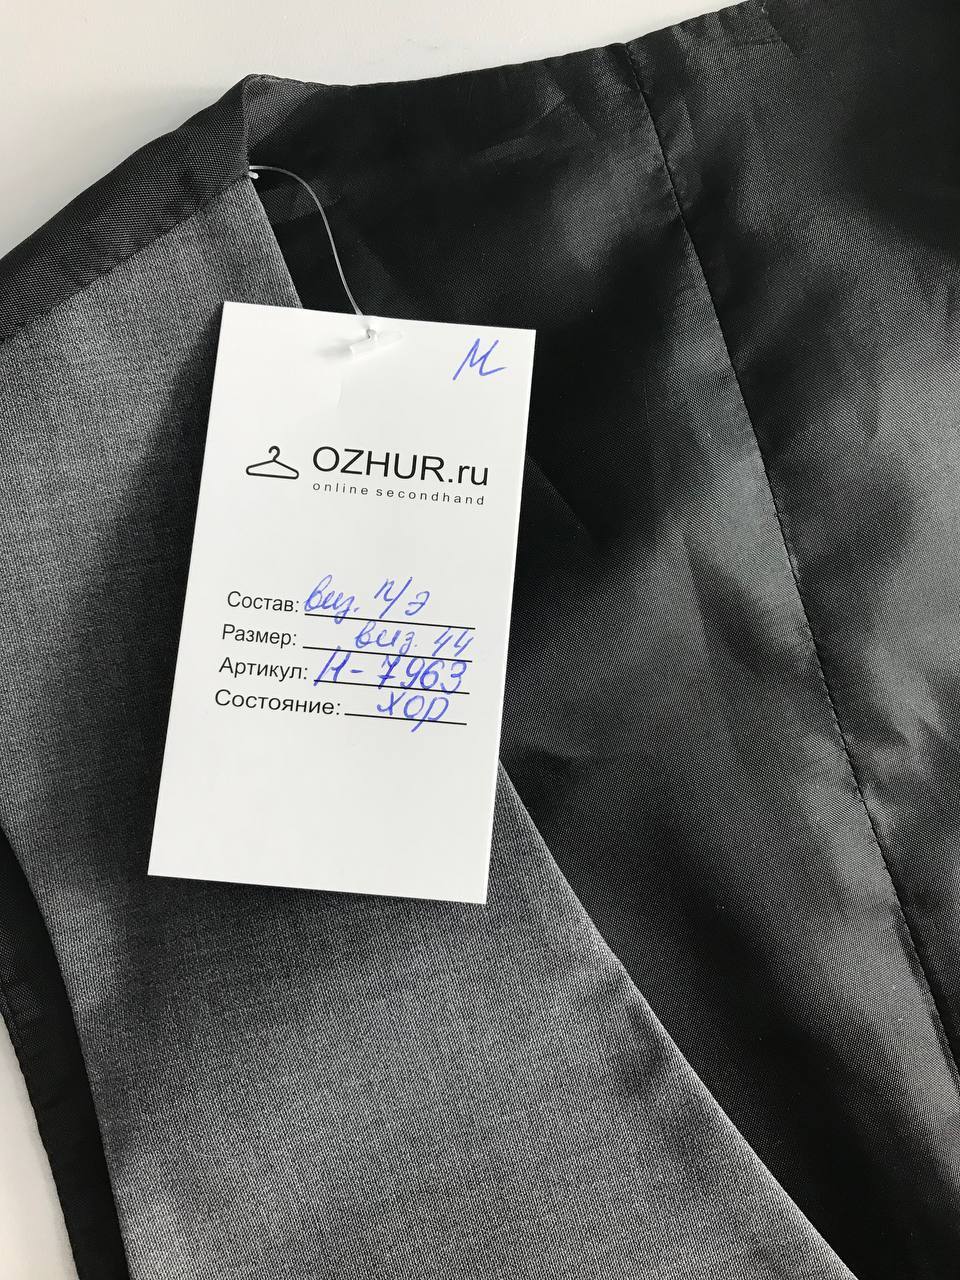 М
OZHUR.ru
online secondhand
Состав: виз. п/э
Размер: виз. 44
Артикул: Н-7963
Состояние: хор